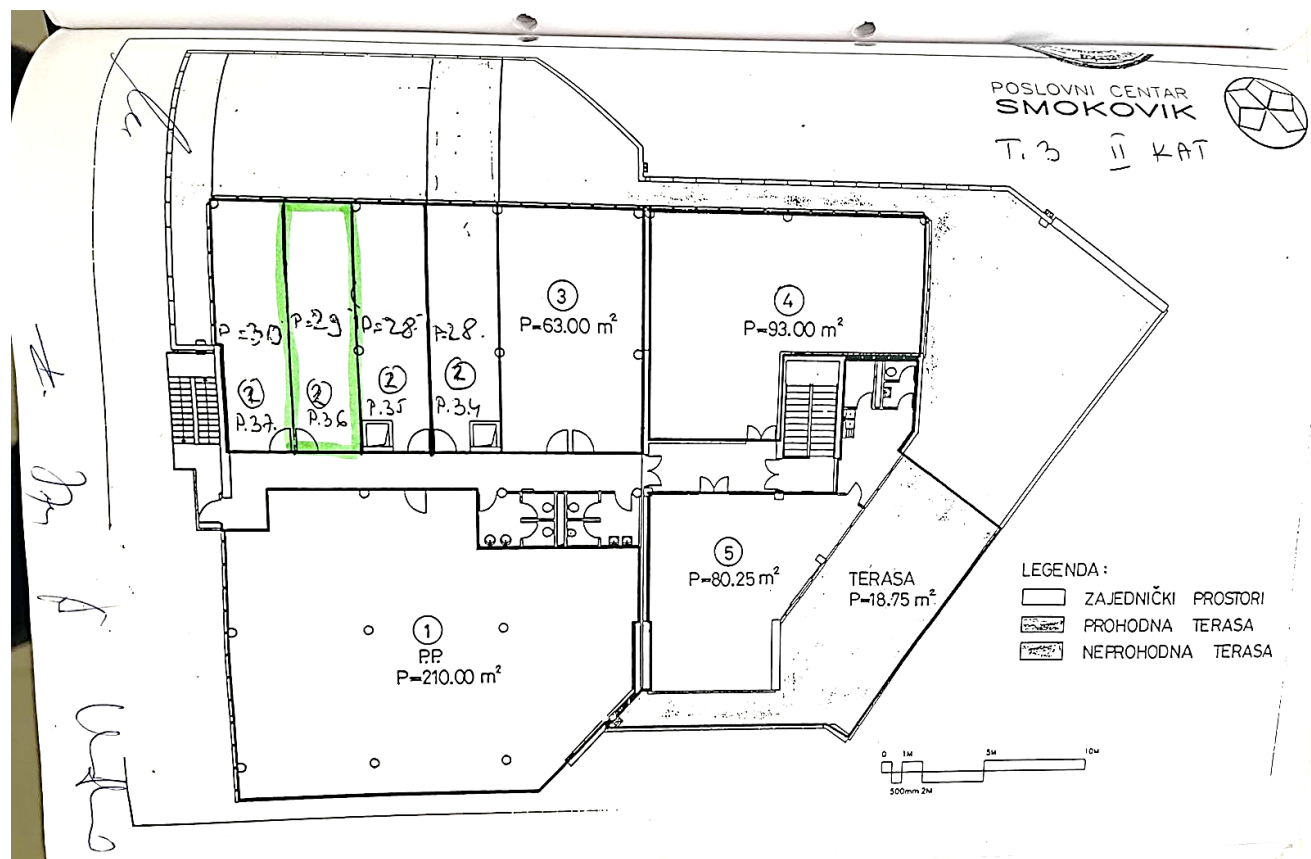 POSLOVNI CENTAR
SMOKOVIK
T.3 II KAT
P=30
P=29
P=28
P=28
2
P.37.
2
P.36
2
P.35
2
P.34
3
P=63.00 m²
4
P=93.00 m²
5
P=80.25 m²
TERASA
P=18.75 m²
1
P.P.
P=210.00 m²
LEGENDA:
ZAJEDNIČKI PROSTORI
PROHODNA TERASA
NEPROHODNA TERASA
0 1M 5M 10M
500mm 2M